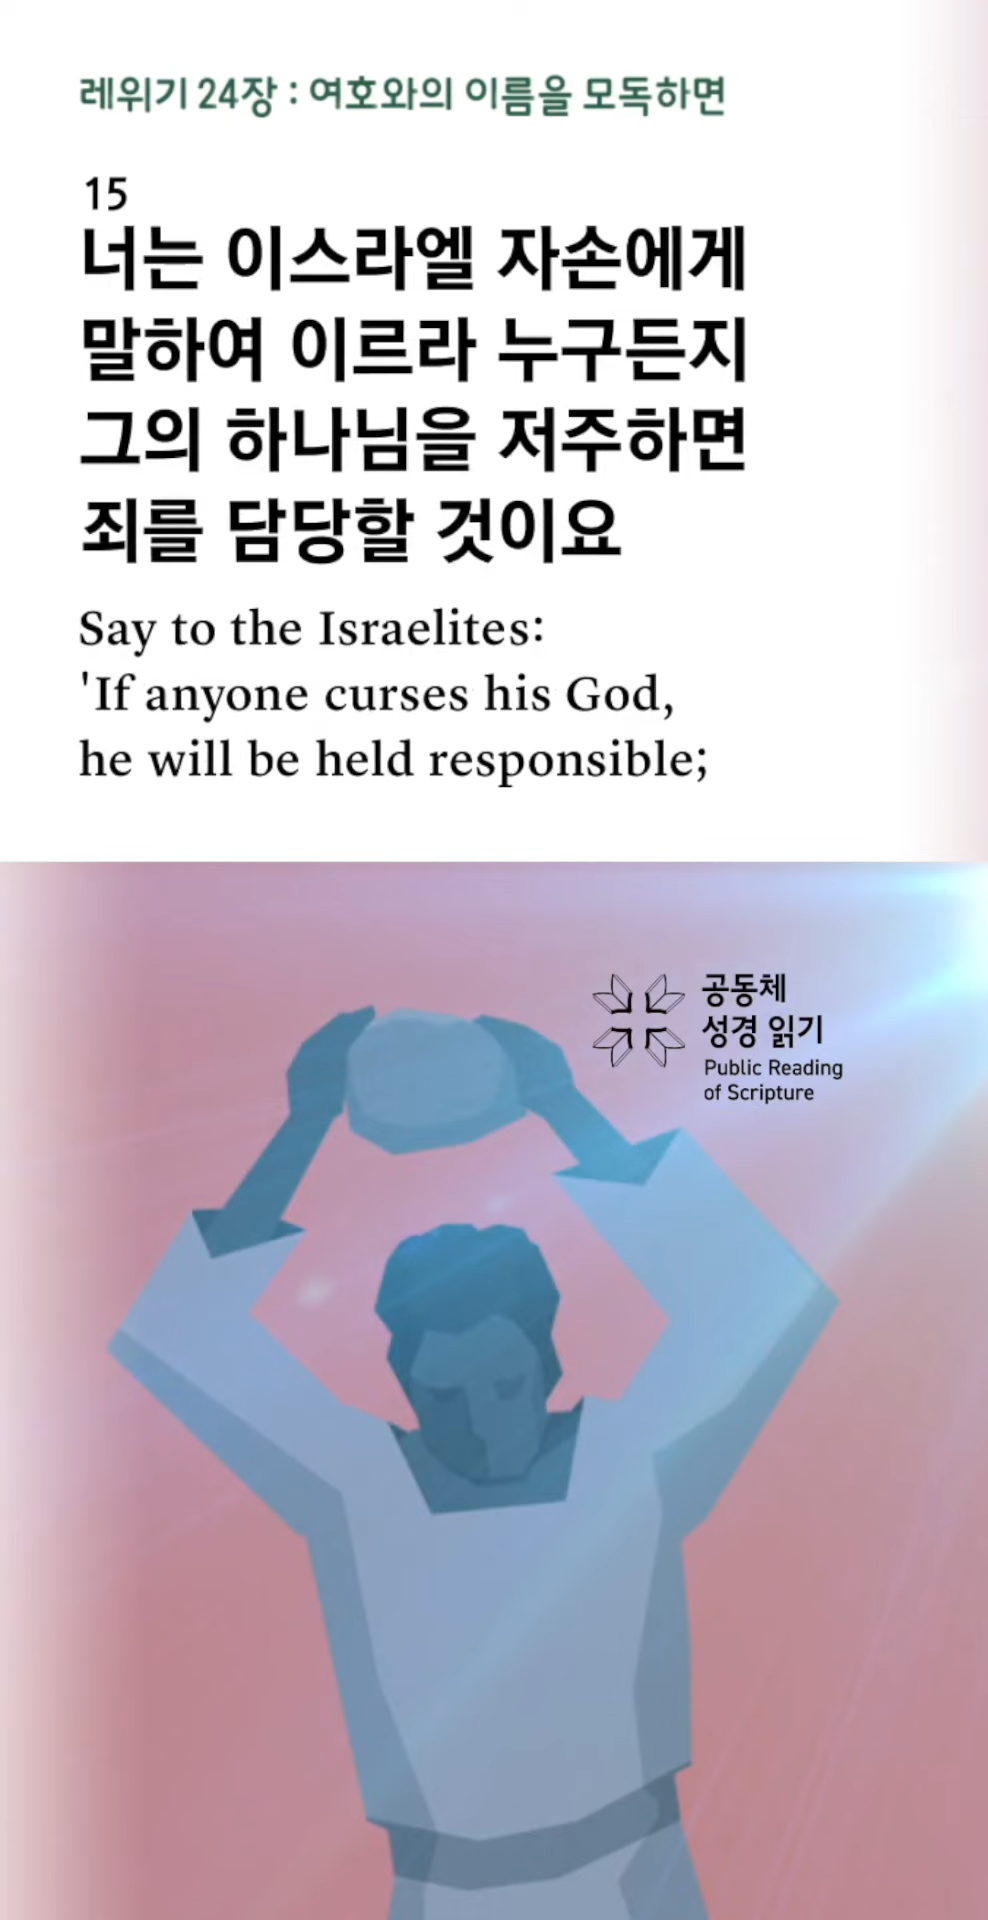 레위기 24장 : 여호와의 이름을 모독하면
15
너는 이스라엘 자손에게
말하여 이르라 누구든지
그의 하나님을 저주하면
죄를 담당할 것이요
Say to the Israelites:
'If anyone curses his God,
he will be held responsible;
공동체
성경 읽기
Public Reading
of Scripture